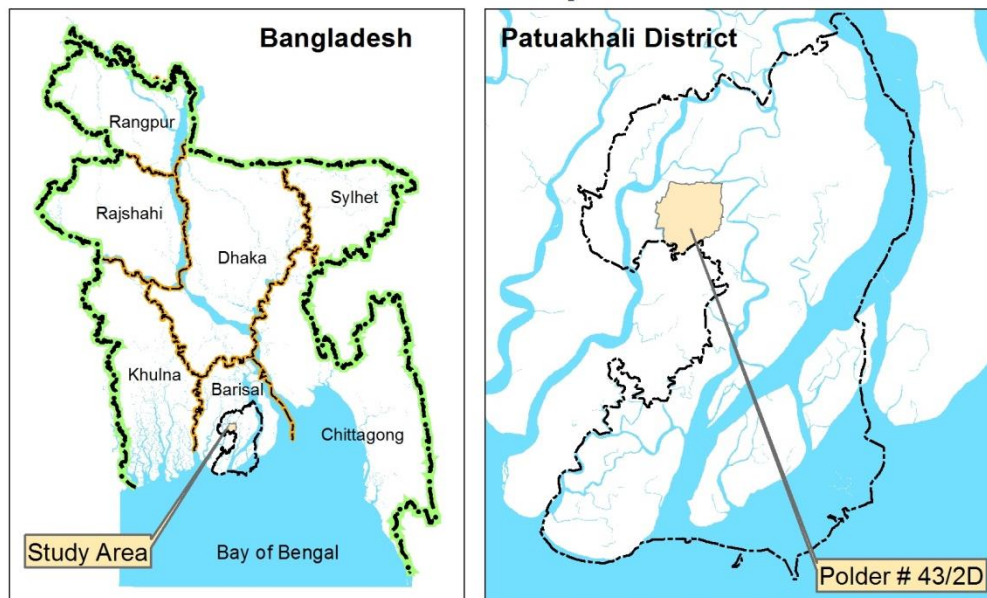 Bangladesh
Rangpur
Rajshahi
Sylhet
Dhaka
Khulna
Barisal
Chittagong
Study Area
Bay of Bengal
Patuakhali District
Polder # 43/2D